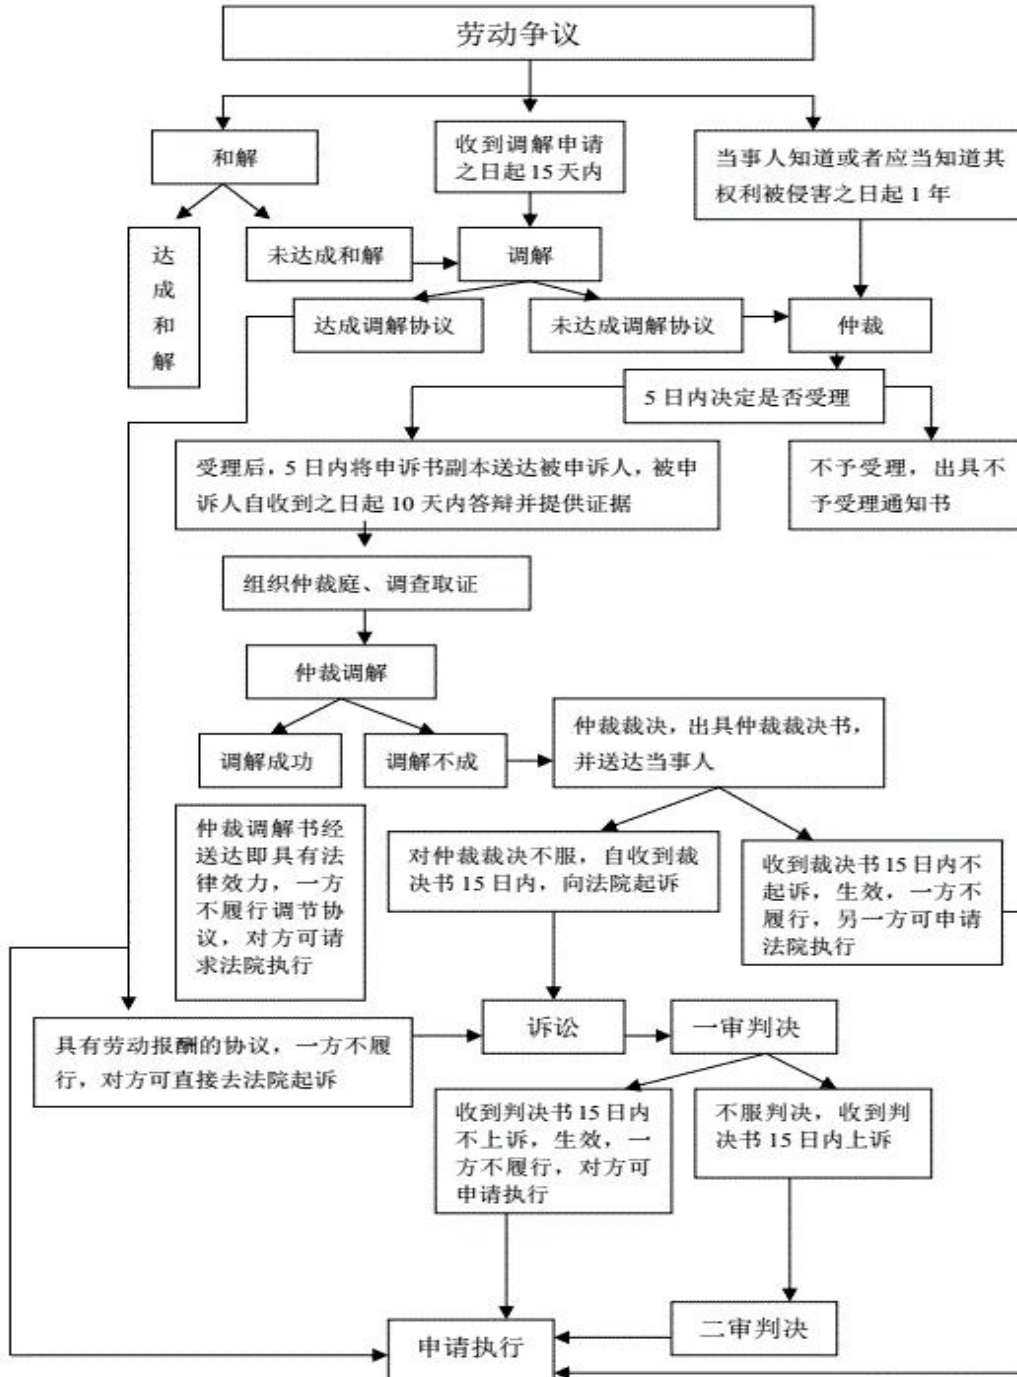 劳动争议
和解
收到调解申请
之日起15天内
当事人知道或者应当知道其
权利被侵害之日起1年
达
成
和
解
未达成和解
调解
达成调解协议
未达成调解协议
仲裁
5日内决定是否受理
受理后，5日内将申诉书副本送达被申诉人，被申
诉人自收到之日起10天内答辩并提供证据
不予受理，出具不
予受理通知书
组织仲裁庭、调查取证
仲裁调解
调解成功
调解不成
仲裁裁决，出具仲裁裁决书，
并送达当事人
仲裁调解书经
送达即具有法
律效力，一方
不履行调节协
议，对方可请
求法院执行
对仲裁裁决不服，自收到裁
决书15日内，向法院起诉
收到裁决书15日内不
起诉，生效，一方不
履行，另一方可申请
法院执行
诉讼
一审判决
具有劳动报酬的协议，一方不履
行，对方可直接去法院起诉
收到判决书15日内
不上诉，生效，一
方不履行，对方可
申请执行
不服判决，收到判
决书15日内上诉
二审判决
申请执行